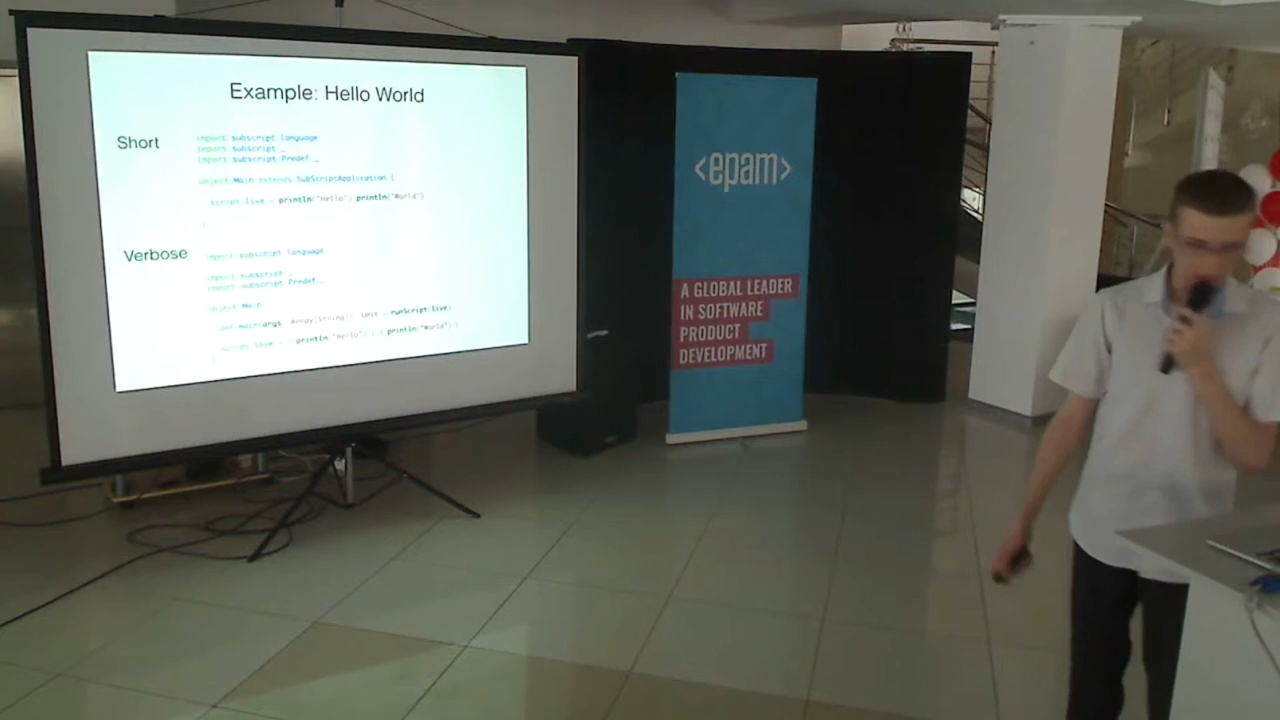 Example: Hello World
Short
import subscript.language
import subscript._
import subscript.Predef._
object Main extends SubScriptApplication {
script live = println("Hello") println("World")
}
Verbose
import subscript.language
import subscript._
import subscript.Predef._
object Main
def main(args: Array[String]): Unit = runScript(live)
script live = println("Hello") println("World")
<epam>
A GLOBAL LEADER
IN SOFTWARE
PRODUCT
DEVELOPMENT